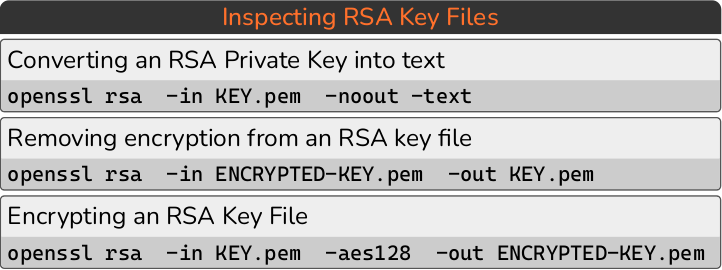 Inspecting RSA Key Files
Converting an RSA Private Key into text
openssl rsa  -in KEY.pem  -noout -text
Removing encryption from an RSA key file
openssl rsa  -in ENCRYPTED-KEY.pem  -out KEY.pem
Encrypting an RSA Key File
openssl rsa  -in KEY.pem  -aes128  -out ENCRYPTED-KEY.pem